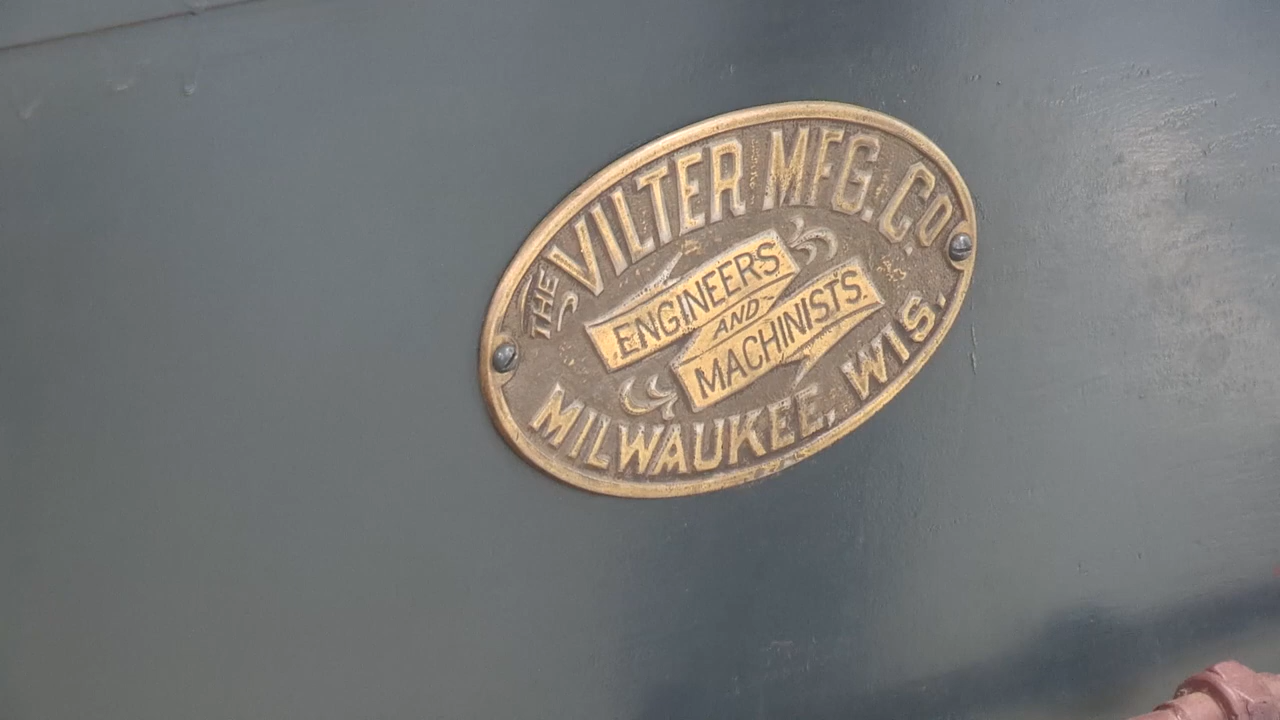 THE VILTER MFG. CO.
ENGINEERS
AND
MACHINISTS.
MILWAUKEE, WIS.